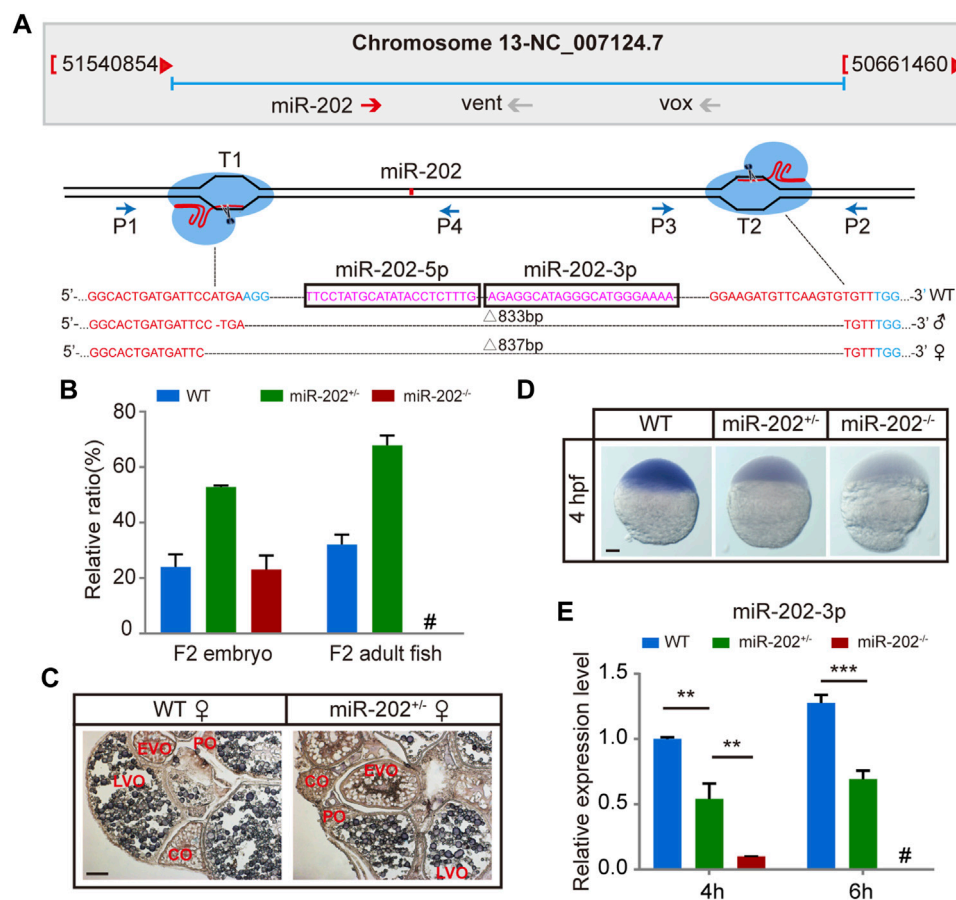 A
Chromosome 13-NC_007124.7
[51540854
[50661460
miR-202
vent
vox
T1
miR-202
P1
P4
P3
T2
P2
miR-202-5p
miR-202-3p
5'-...GGCACTGATGATTCCATGAAGG
TTCCTATGCATATACCTCTTTG
AGAGGCATAGGGCATGGGAAAA
GGAAGATGTTCAAGTGTGTTTGG...-3' WT
△833bp
5'-...GGCACTGATGATTCC -TGA
TGTTTGG...-3' ♂
△837bp
5'-...GGCACTGATGATTC
TGTTTGG...-3' ♀
B
WT
miR-202+/-
miR-202-/-
Relative ratio(%)
80
60
40
20
0
#
F2 embryo
F2 adult fish
C
WT ♀
miR-202+/- ♀
EVO
PO
LVO
CO
CO
EVO
PO
LVO
D
WT
miR-202+/-
miR-202-/-
4 hpf
E
miR-202-3p
WT
miR-202+/-
miR-202-/-
Relative expression level
1.5
1.0
0.5
0.0
**
**
***
#
4h
6h